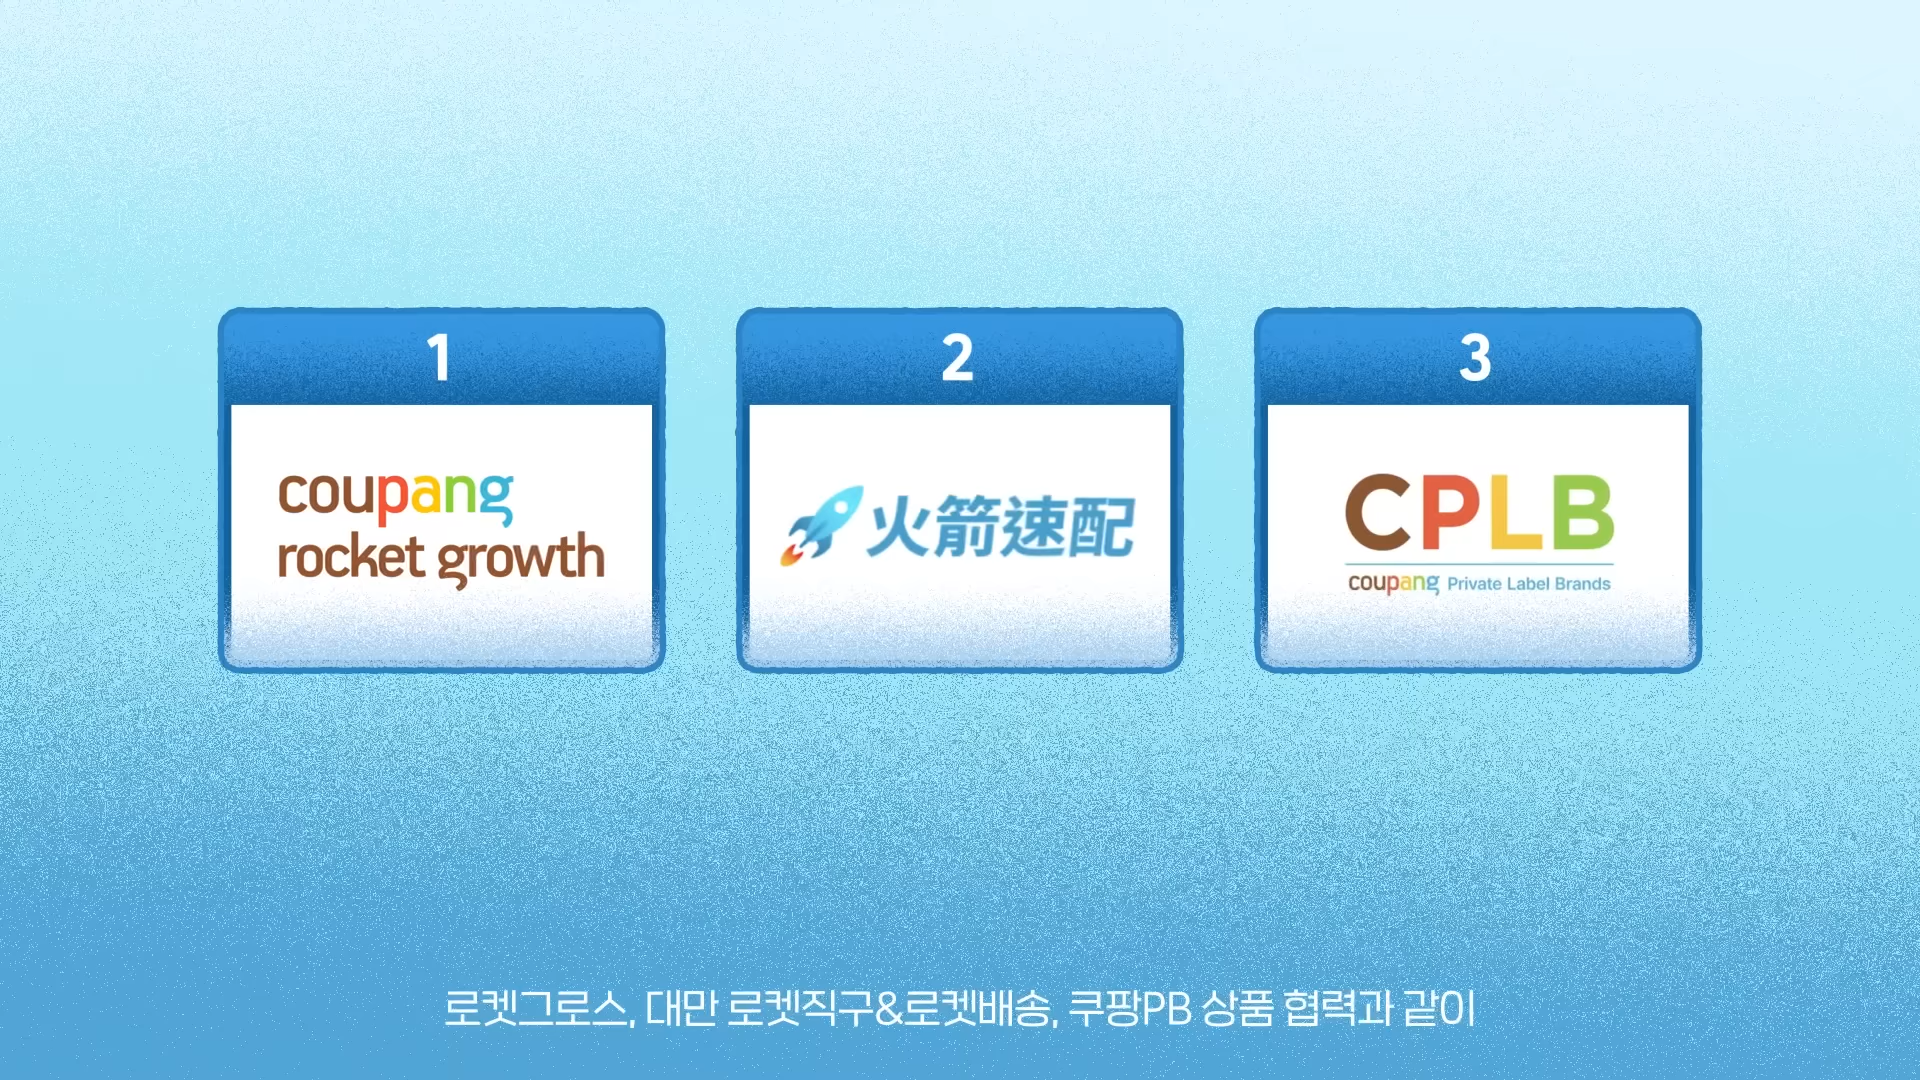 1
coupang
rocket growth
2
火箭速配
3
CPLB
coupang Private Label Brands
로켓그로스, 대만 로켓직구&로켓배송, 쿠팡PB 상품 협력과 같이